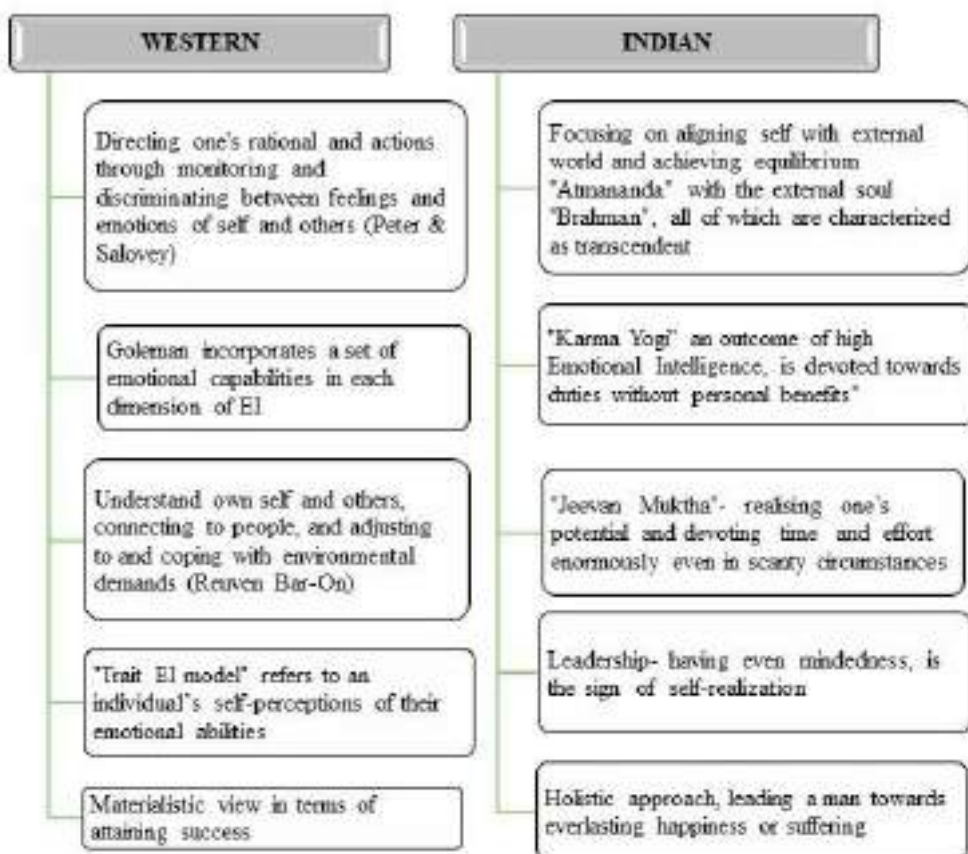 WESTERN
Directing one's rational and actions
through monitoring and
discriminating between feelings and
emotions of self and others (Peter &
Salovey)
Goleman incorporates a set of
emotional capabilities in each
dimension of EI
Understand own self and others,
connecting to people, and adjusting
to and coping with environmental
demands (Reuven Bar-On)
"Trait EI model" refers to an
individual's self-perceptions of their
emotional abilities
Materialistic view in terms of
attaining success
INDIAN
Focusing on aligning self with external
world and achieving equilibrium
"Atmananda" with the external soul
"Brahman", all of which are characterized
as transcendent
"Karma Yogi" an outcome of high
Emotional Intelligence, is devoted towards
duties without personal benefits"
"Jeevan Muktha"- realising one's
potential and devoting time and effort
enormously even in scanty circumstances
Leadership- having even mindedness, is
the sign of self-realization
Holistic approach, leading a man towards
everlasting happiness or suffering